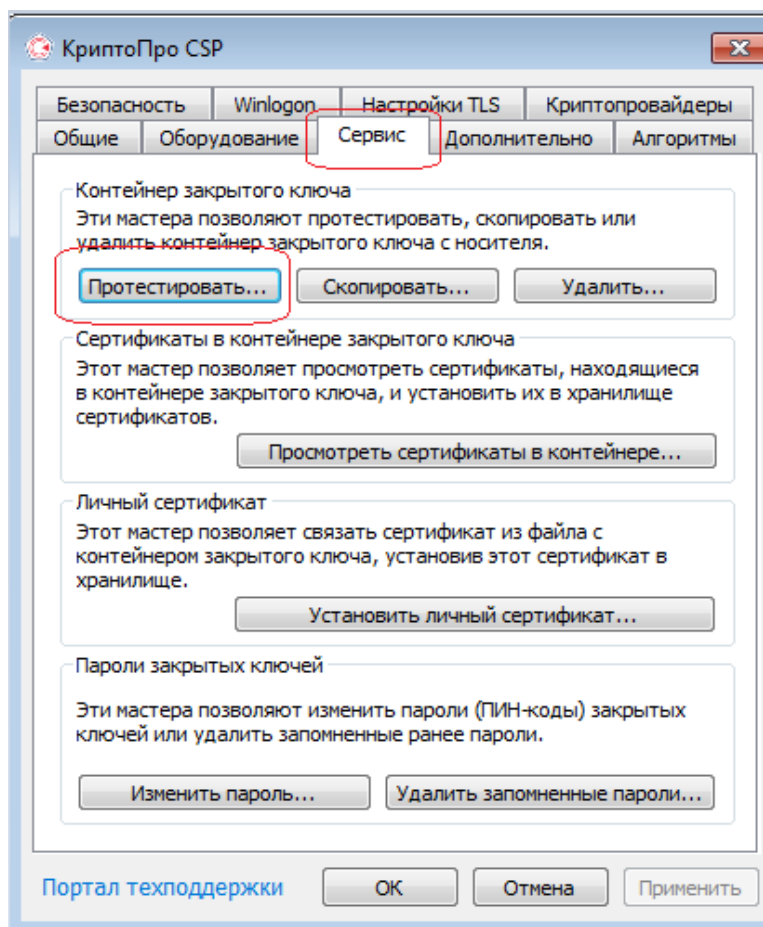 КриптоПро CSP
Безопасность Winlogon Настройки TLS Криптопровайдеры
Общие Оборудование Сервис Дополнительно Алгоритмы
Контейнер закрытого ключа
Эти мастера позволяют протестировать, скопировать или
удалить контейнер закрытого ключа с носителя.
Протестировать... Скопировать... Удалить...
Сертификаты в контейнере закрытого ключа
Этот мастер позволяет просмотреть сертификаты, находящиеся
в контейнере закрытого ключа, и установить их в хранилище
сертификатов.
Просмотреть сертификаты в контейнере...
Личный сертификат
Этот мастер позволяет связать сертификат из файла с
контейнером закрытого ключа, установив этот сертификат в
хранилище.
Установить личный сертификат...
Пароли закрытых ключей
Эти мастера позволяют изменить пароли (ПИН-коды) закрытых
ключей или удалить запомненные ранее пароли.
Изменить пароль... Удалить запомненные пароли...
Портал техподдержки ОК Отмена Применить